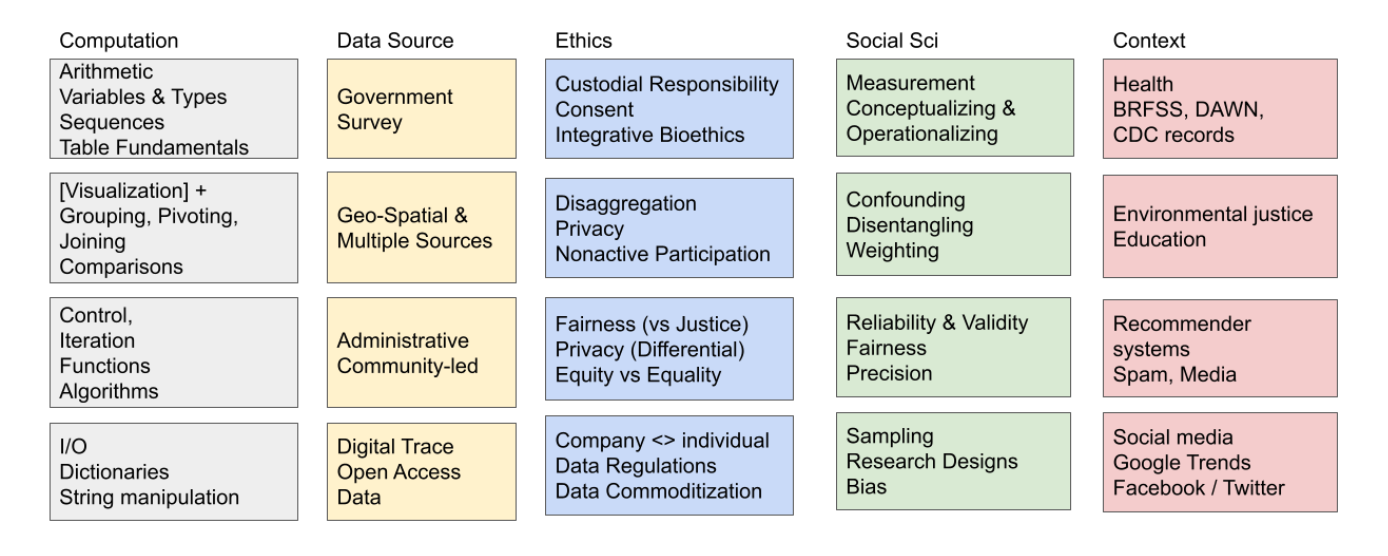 Computation
Data Source
Ethics
Social Sci
Context
Arithmetic
Variables & Types
Sequences
Table Fundamentals
Government
Survey
Custodial Responsibility
Consent
Integrative Bioethics
Measurement
Conceptualizing &
Operationalizing
Health
BRFSS, DAWN,
CDC records
[Visualization] +
Grouping, Pivoting,
Joining
Comparisons
Geo-Spatial &
Multiple Sources
Disaggregation
Privacy
Nonactive Participation
Confounding
Disentangling
Weighting
Environmental justice
Education
Control,
Iteration
Functions
Algorithms
Administrative
Community-led
Fairness (vs Justice)
Privacy (Differential)
Equity vs Equality
Reliability & Validity
Fairness
Precision
Recommender
systems
Spam, Media
I/O
Dictionaries
String manipulation
Digital Trace
Open Access
Data
Company <> individual
Data Regulations
Data Commoditization
Sampling
Research Designs
Bias
Social media
Google Trends
Facebook / Twitter